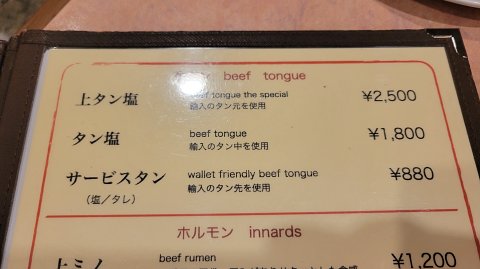 beef tongue
上タン塩
beef tongue the special
輸入のタン元を使用
¥2,500
タン塩
beef tongue
輸入のタン中を使用
¥1,800
サービスタン
(塩／タレ)
wallet friendly beef tongue
輸入のタン先を使用
¥880
ホルモン innards
上ミノ
beef rumen
¥1,200